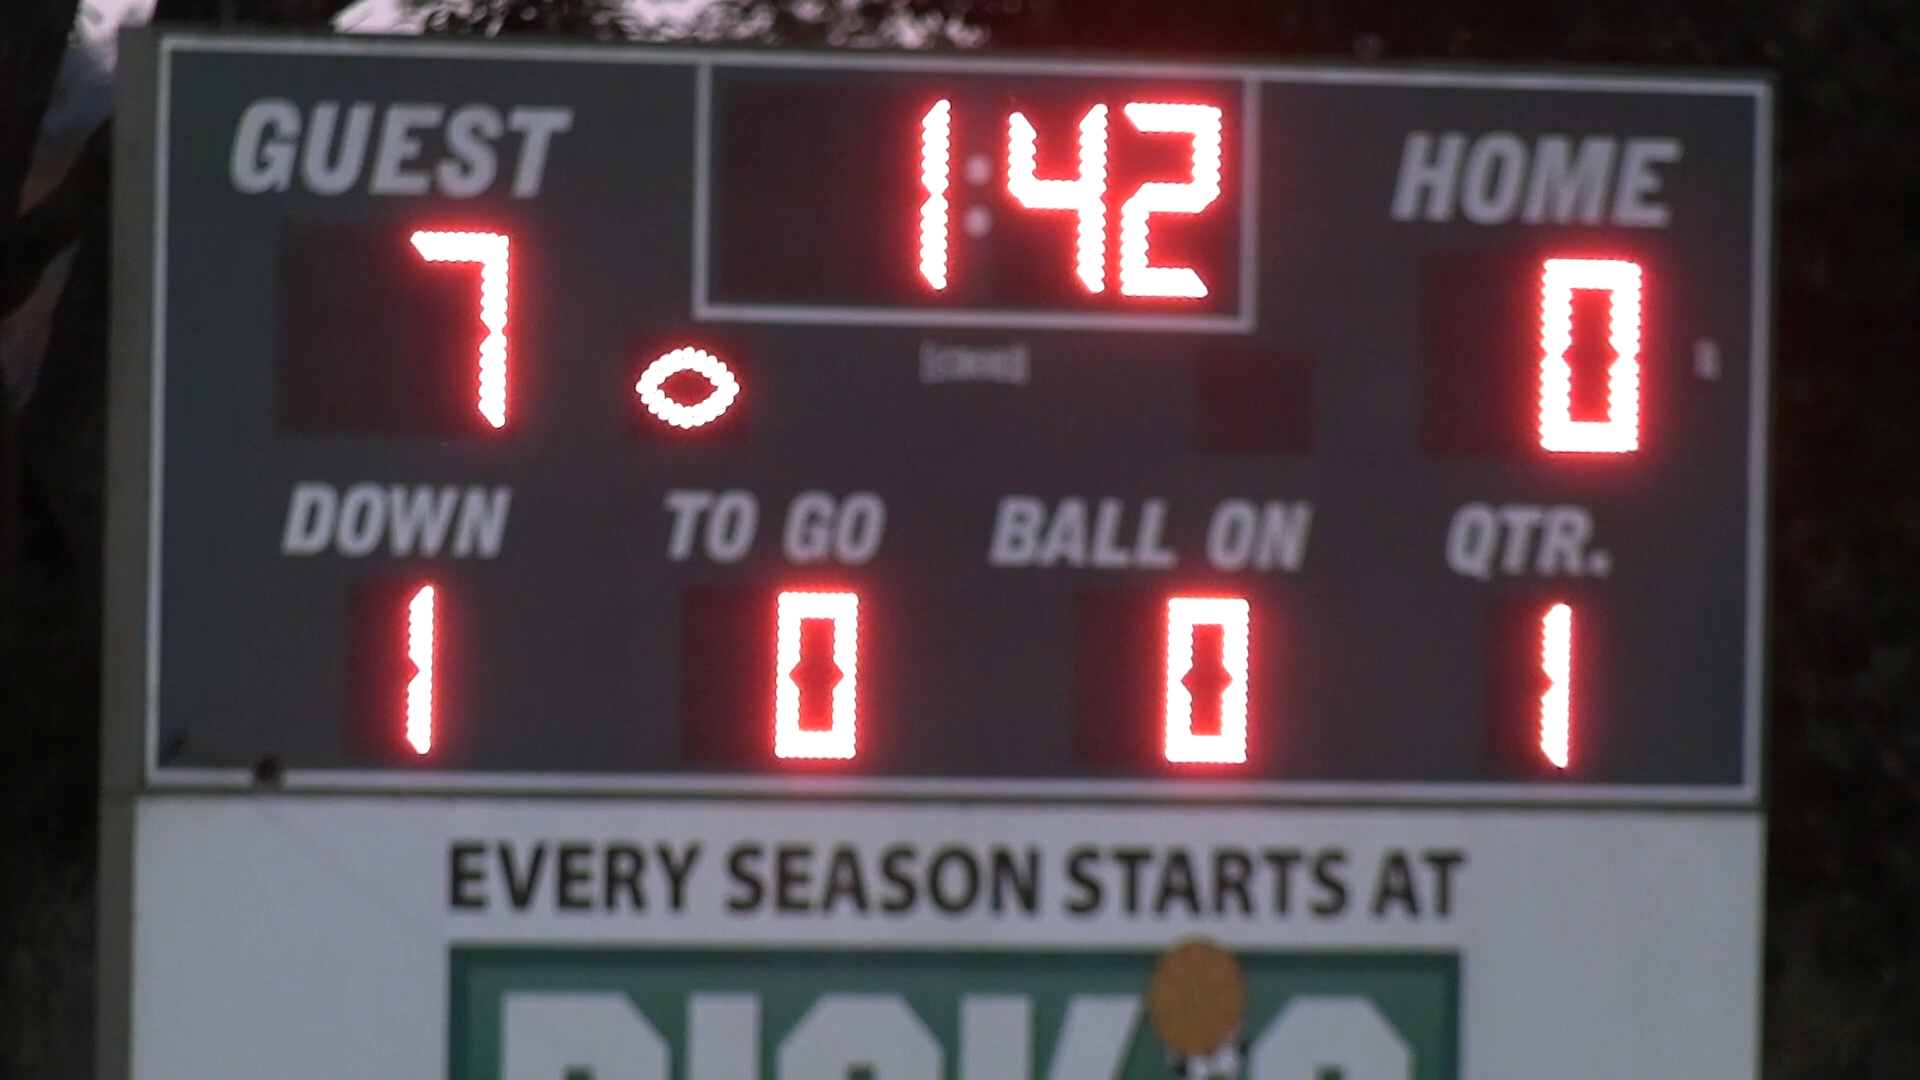 GUEST 1:42 HOME
7 0
DOWN TO GO BALL ON QTR.
1 0 0 1
EVERY SEASON STARTS AT
DICK'S